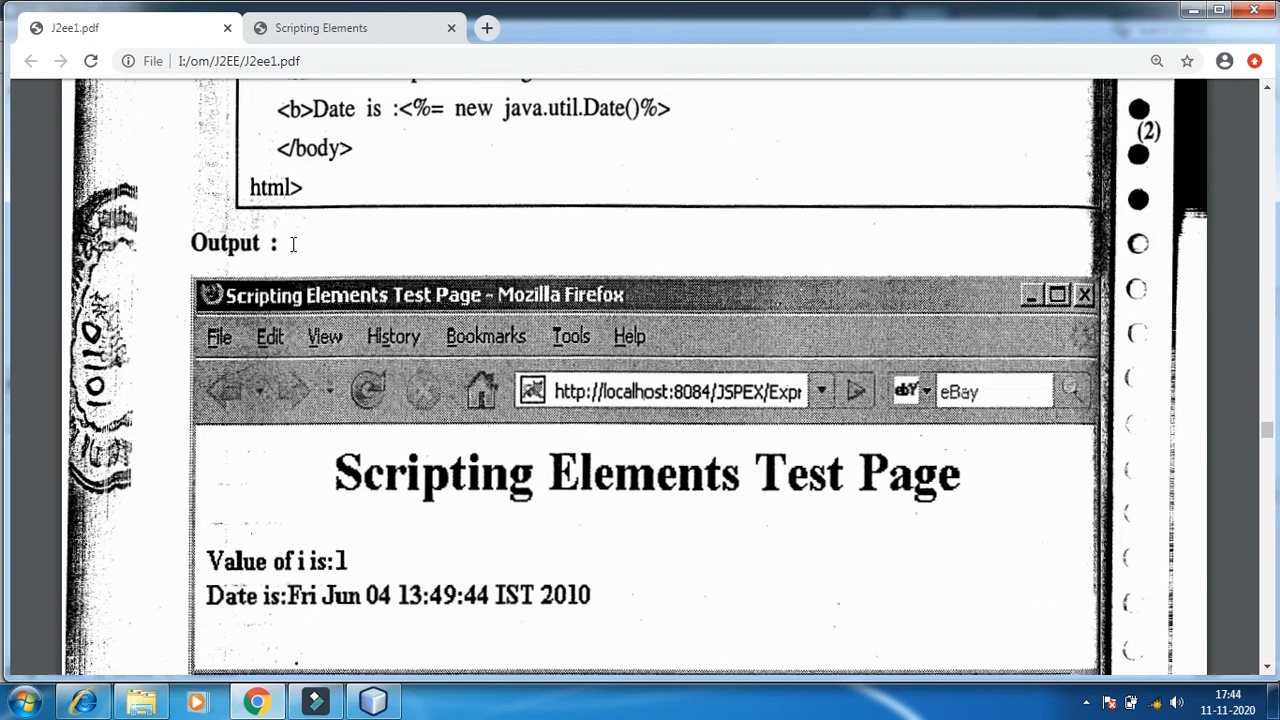 J2ee1.pdf
Scripting Elements
File
I:/om/J2EE/J2ee1.pdf
<b>Date is :<%= new java.util.Date()%>
(2)
</body>
html>
Output :
Scripting Elements Test Page - Mozilla Firefox
File Edit View History Bookmarks Tools Help
http://localhost:8084/JSPEX/Expr
eBay
Scripting Elements Test Page
Value of i is:1
Date is:Fri Jun 04 13:49:44 IST 2010
17:44
11-11-2020